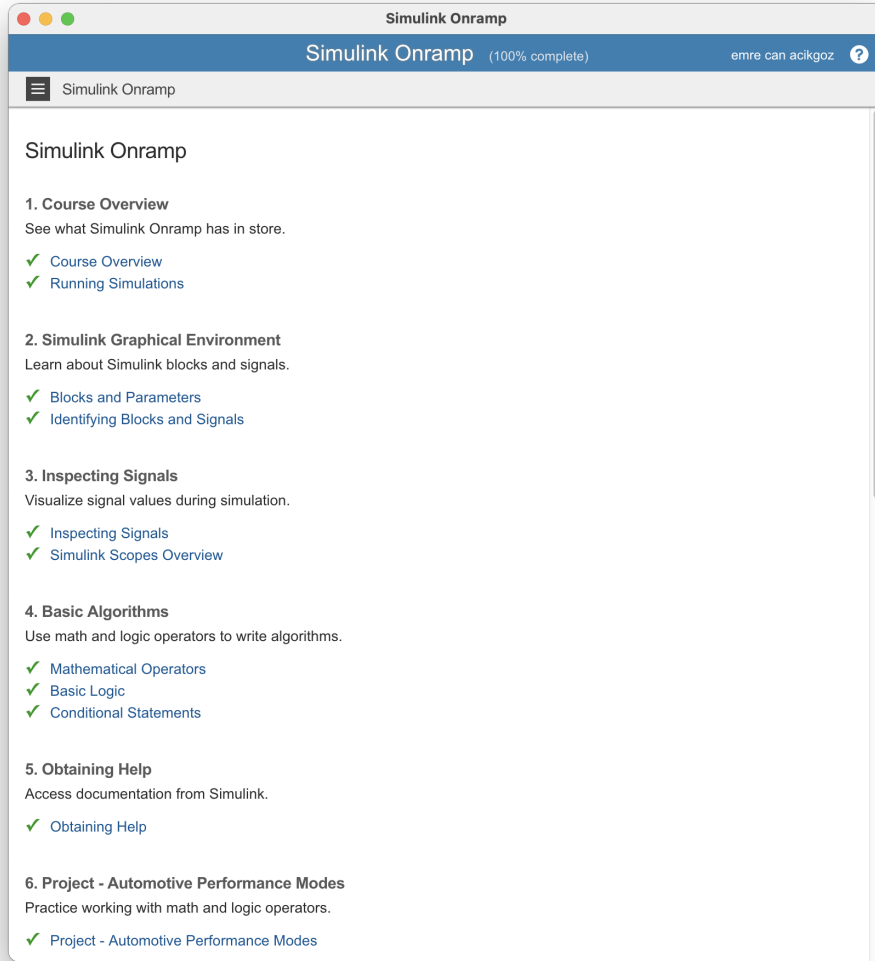 Simulink Onramp
Simulink Onramp (100% complete) emre can acikgoz ?
Simulink Onramp
Simulink Onramp
1. Course Overview
See what Simulink Onramp has in store.
✓ Course Overview
✓ Running Simulations
2. Simulink Graphical Environment
Learn about Simulink blocks and signals.
✓ Blocks and Parameters
✓ Identifying Blocks and Signals
3. Inspecting Signals
Visualize signal values during simulation.
✓ Inspecting Signals
✓ Simulink Scopes Overview
4. Basic Algorithms
Use math and logic operators to write algorithms.
✓ Mathematical Operators
✓ Basic Logic
✓ Conditional Statements
5. Obtaining Help
Access documentation from Simulink.
✓ Obtaining Help
6. Project - Automotive Performance Modes
Practice working with math and logic operators.
✓ Project - Automotive Performance Modes